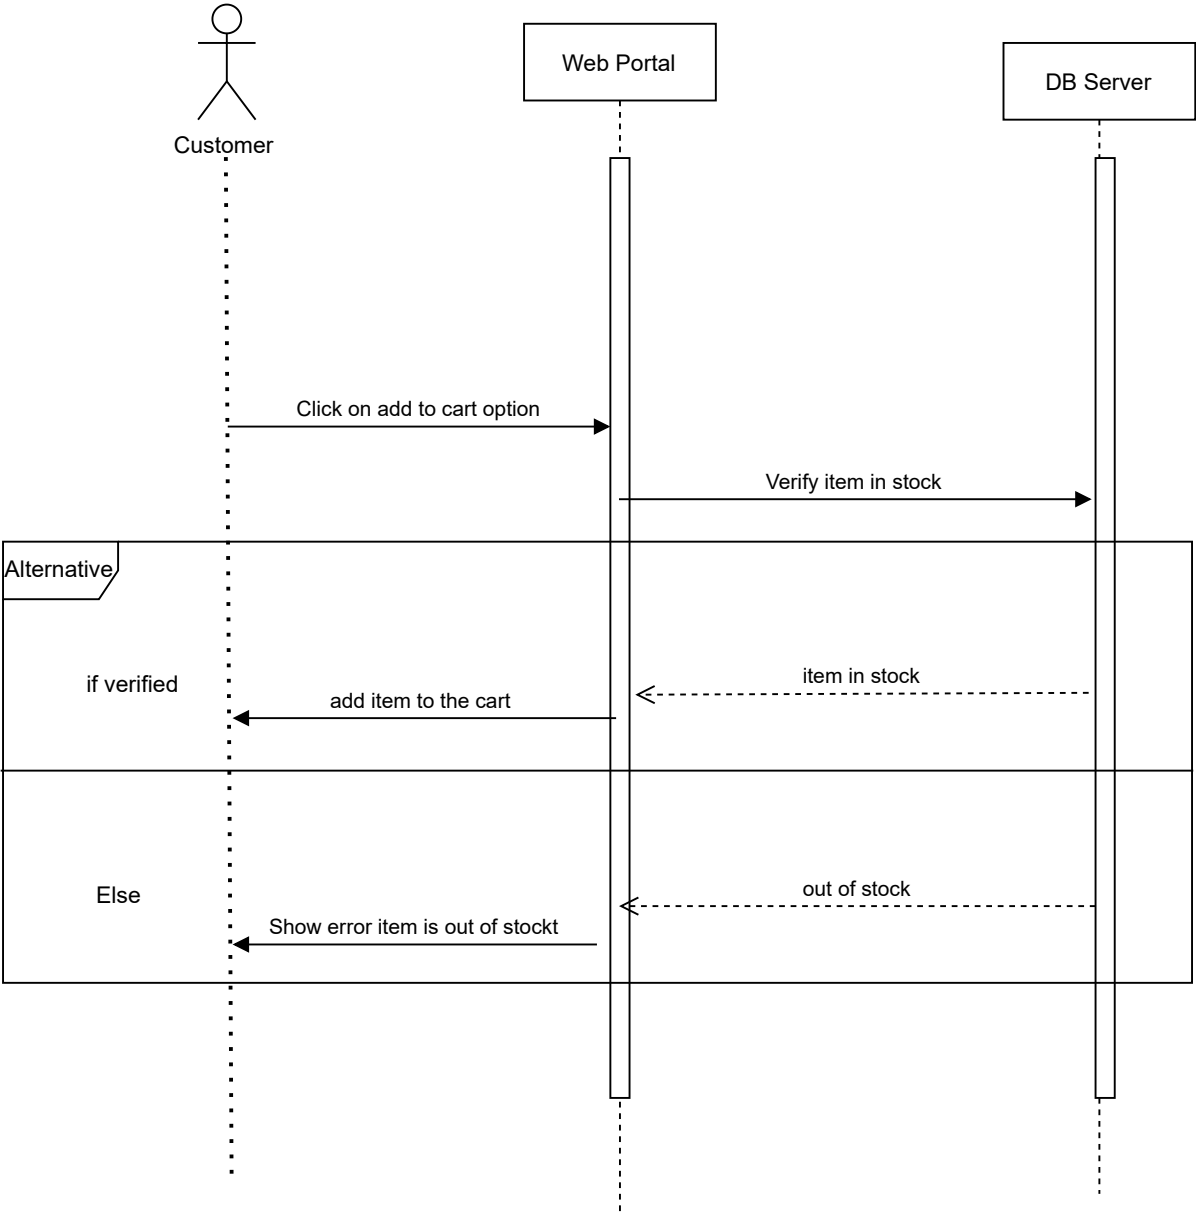 Customer
Web Portal
DB Server
Click on add to cart option
Verify item in stock
Alternative
if verified
item in stock
add item to the cart
Else
out of stock
Show error item is out of stockt